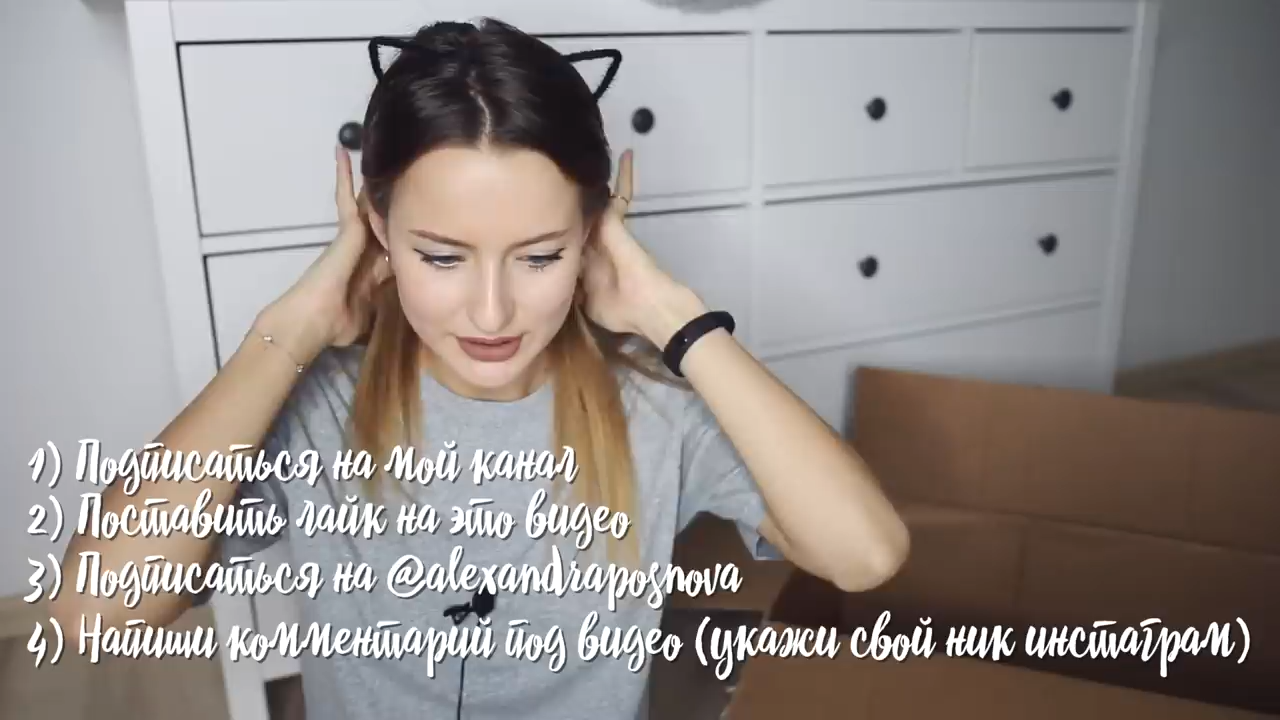 1) Подписаться на мой канал
2) Поставить лайк на это видео
3) Подписаться на @alexandraposnova
4) Напиши комментарий под видео (укажи свой ник инстаграм)